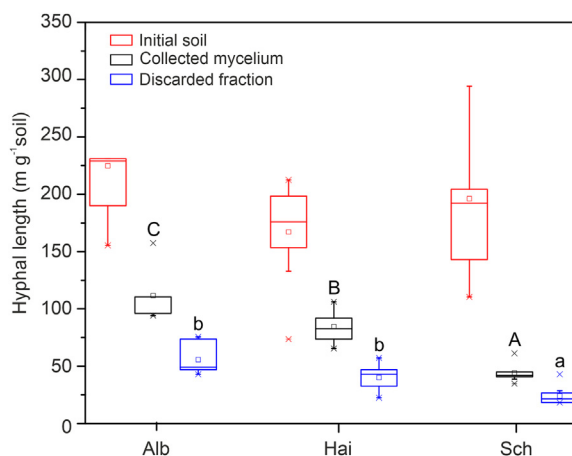 350
300
250
200
150
100
50
0
Hyphal length (m g-1soil)
Initial soil
Collected mycelium
Discarded fraction
C
b
B
b
A
a
Alb Hai Sch